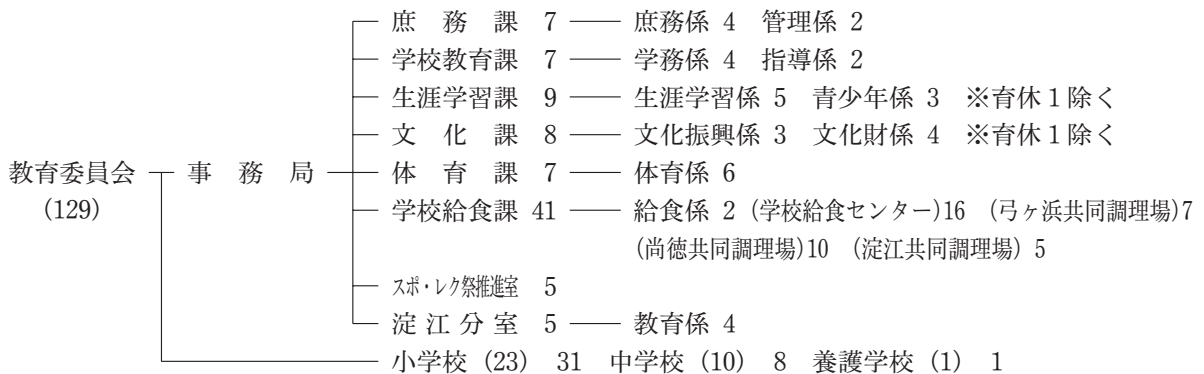 庶務課 7 庶務係 4 管理係 2
学校教育課 7 学務係 4 指導係 2
生涯学習課 9 生涯学習係 5 青少年係 3 ※育休1除く
文化課 8 文化振興係 3 文化財係 4 ※育休1除く
教育委員会 事務局 体育課 7 体育係 6
(129) 学校給食課 41 給食係 2 (学校給食センター)16 (弓ヶ浜共同調理場)7
(尚徳共同調理場)10 (淀江共同調理場) 5
スポ・レク祭推進室 5
淀江分室 5 教育係 4
小学校 (23) 31 中学校 (10) 8 養護学校 (1) 1